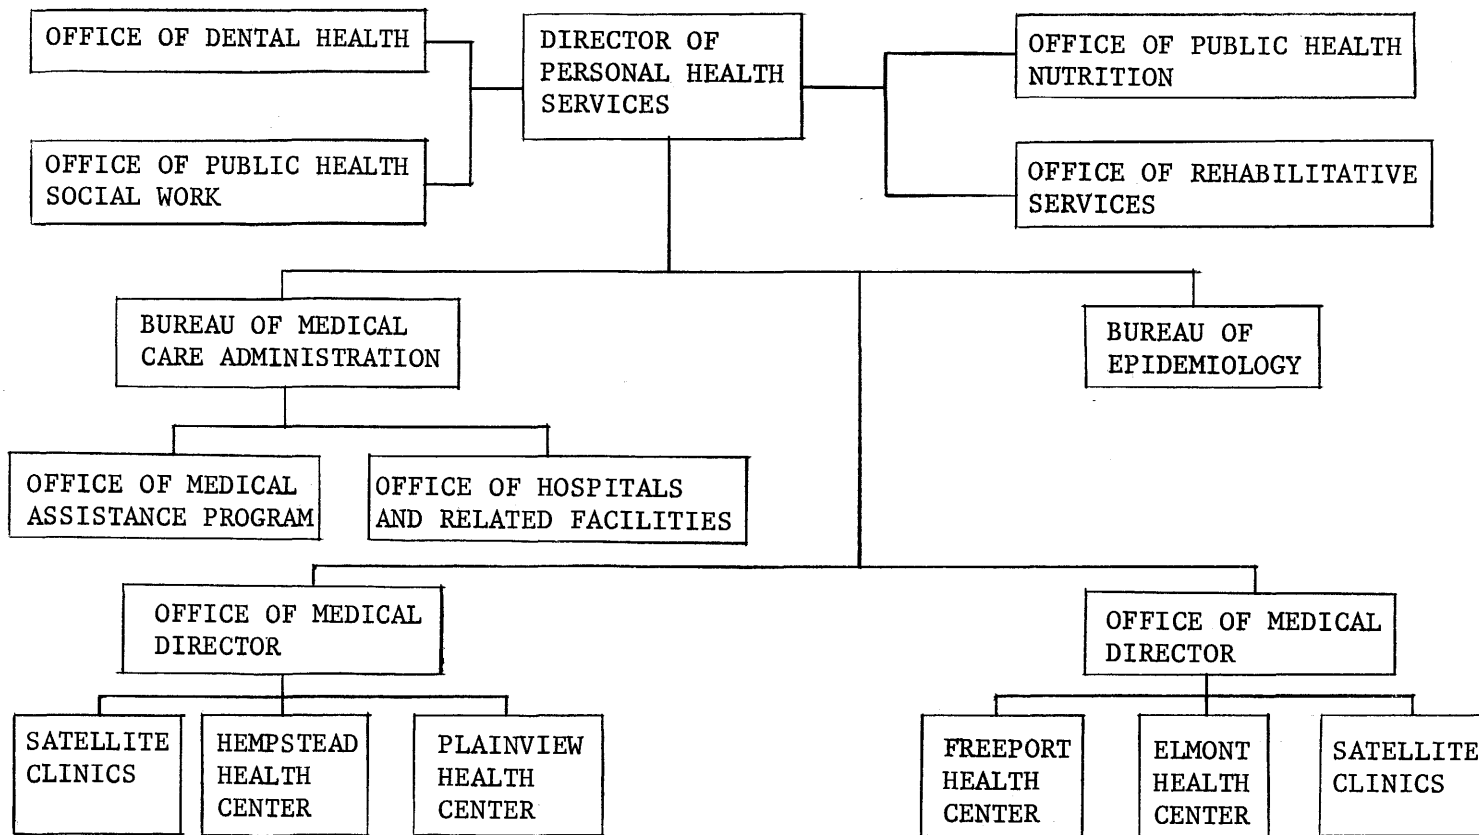 OFFICE OF DENTAL HEALTH
DIRECTOR OF
PERSONAL HEALTH
SERVICES
OFFICE OF PUBLIC HEALTH
NUTRITION
OFFICE OF PUBLIC HEALTH
SOCIAL WORK
OFFICE OF REHABILITATIVE
SERVICES
BUREAU OF MEDICAL
CARE ADMINISTRATION
BUREAU OF
EPIDEMIOLOGY
OFFICE OF MEDICAL
ASSISTANCE PROGRAM
OFFICE OF HOSPITALS
AND RELATED FACILITIES
OFFICE OF MEDICAL
DIRECTOR
OFFICE OF MEDICAL
DIRECTOR
SATELLITE
CLINICS
HEMPSTEAD
HEALTH
CENTER
PLAINVIEW
HEALTH
CENTER
FREEPORT
HEALTH
CENTER
ELMONT
HEALTH
CENTER
SATELLITE
CLINICS